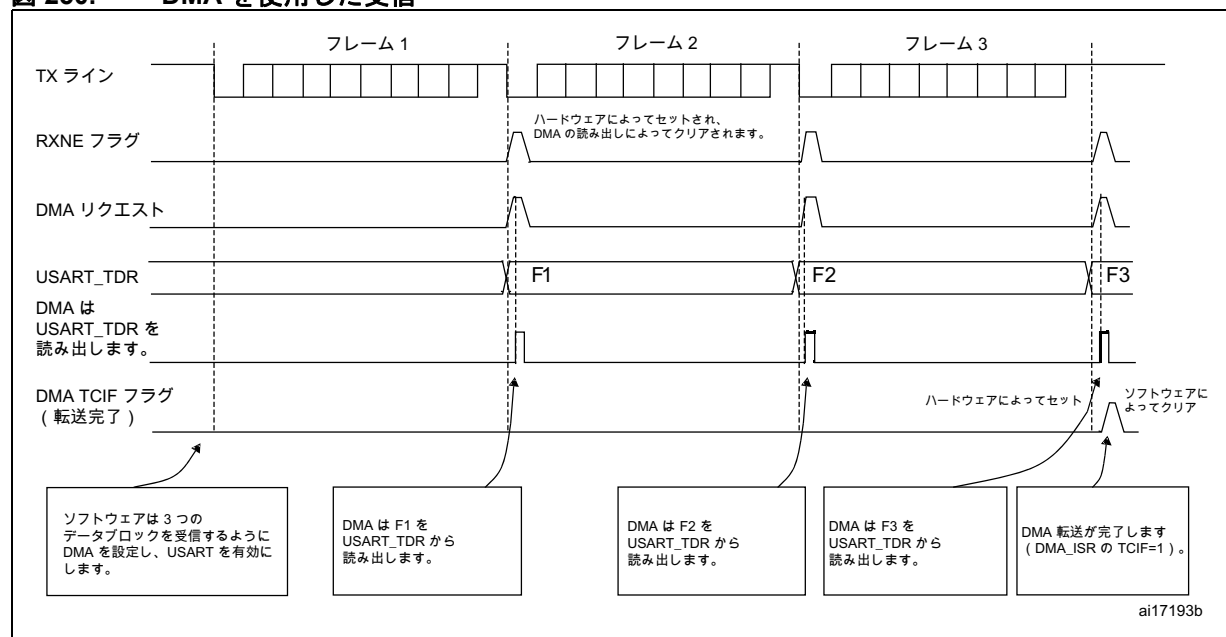 図 236. DMA を使用した受信
フレーム 1
フレーム 2
フレーム 3
TX ライン
ハードウェアによってセットされ、
DMA の読み出しによってクリアされます。
RXNE フラグ
DMA リクエスト
USART_TDR
F1
F2
F3
DMA は
USART_TDR を
読み出します。
DMA TCIF フラグ
( 転送完了 )
ハードウェアによってセット
ソフトウェアに
よってクリア
ソフトウェアは 3 つの
データブロックを受信するように
DMA を設定し、USART を有効に
します。
DMA は F1 を
USART_TDR から
読み出します。
DMA は F2 を
USART_TDR から
読み出します。
DMA は F3 を
USART_TDR から
読み出します。
DMA 転送が完了します
( DMA_ISR の TCIF=1 )。
ai17193b